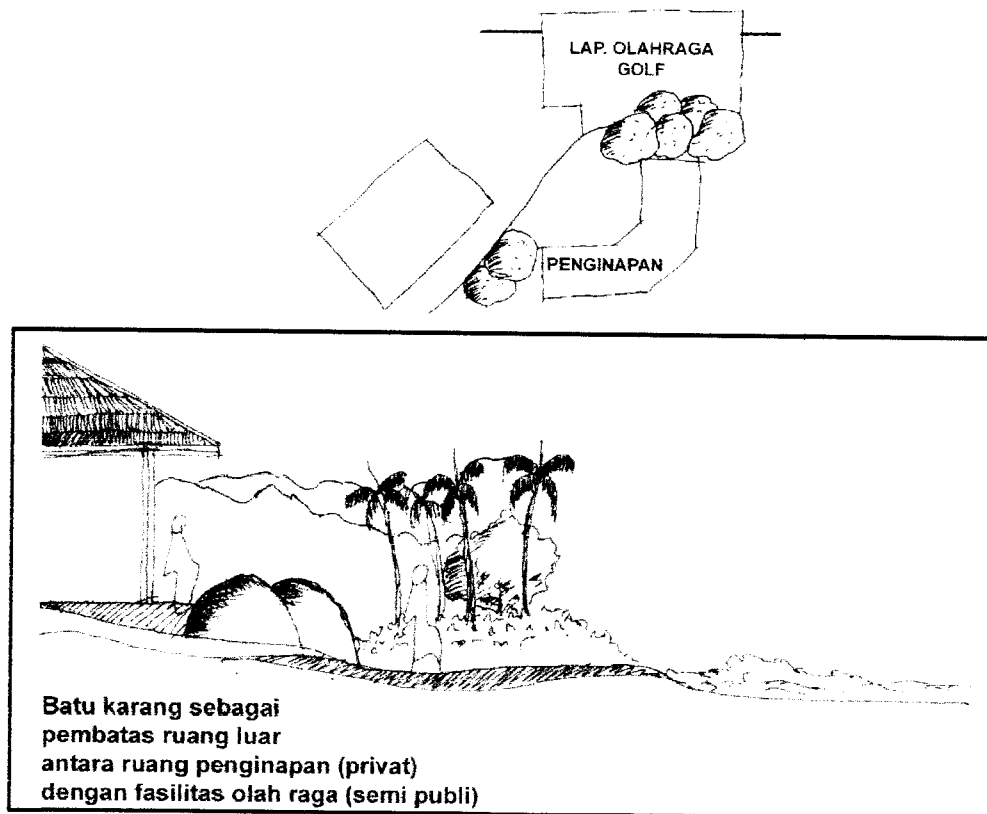 LAP. OLAHRAGA
GOLF
PENGINAPAN
Batu karang sebagai
pembatas ruang luar
antara ruang penginapan (privat)
dengan fasilitas olah raga (semi publi)